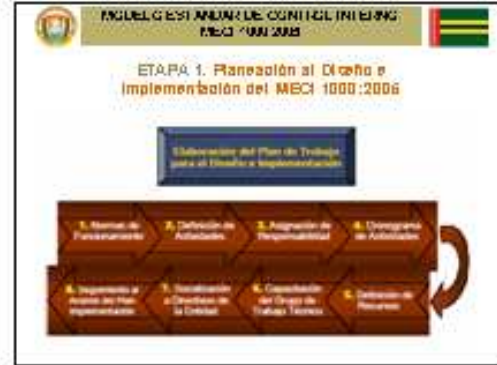 MODELO ESTANDAR DE CONTROL INTERNO
MECI 1000:2005
ETAPA 1. Planeación al Diseño e
Implementación del MECI 1000:2005
Elaboración del Plan de Trabajo
para el Diseño e Implementación
1. Normas de
Funcionamiento
2. Definición de
Actividades
3. Asignación de
Responsabilidad
4. Cronograma
de Actividades
5. Definición de
Recursos
6. Capacitación
del Grupo de
Trabajo Técnico
7. Socialización
a Directivos de
la Entidad
8. Seguimiento al
Avance del Plan
Implementación